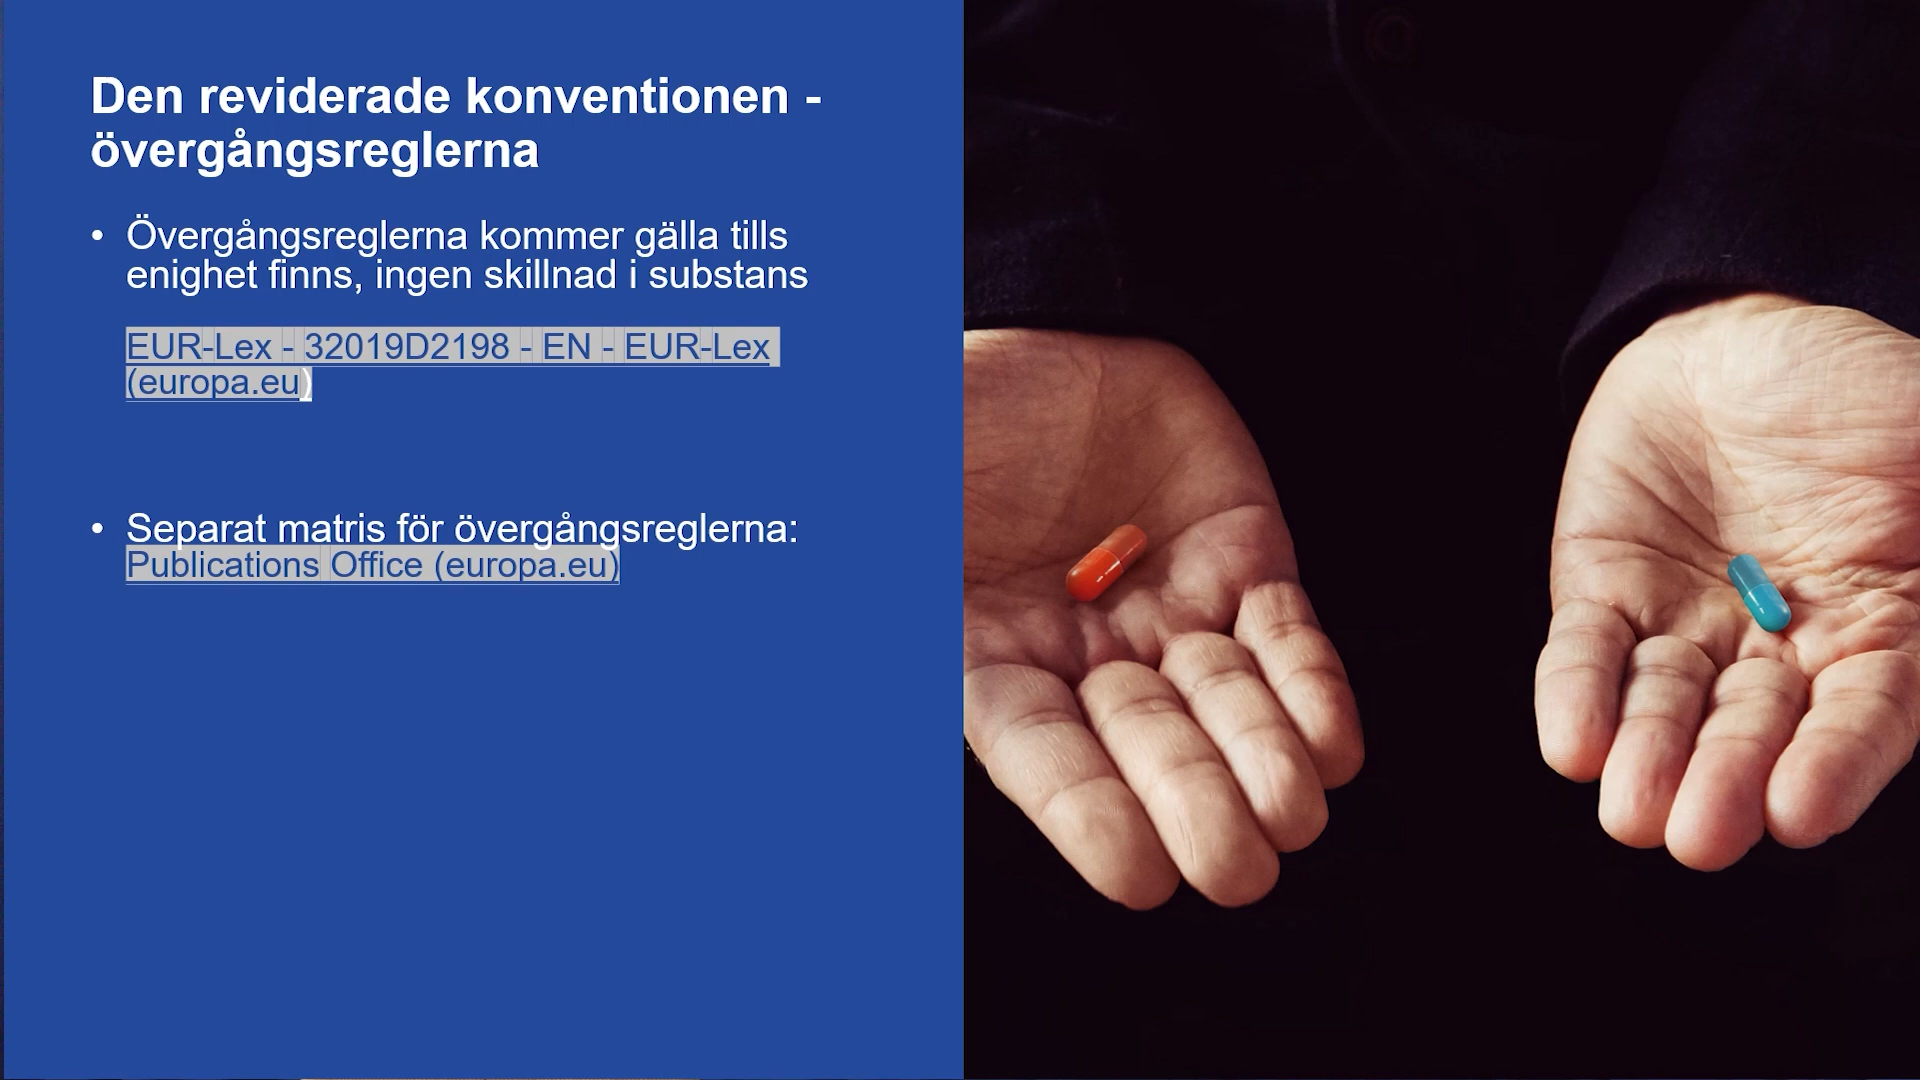 Den reviderade konventionen -
övergångsreglerna
• Övergångsreglerna kommer gälla tills
enighet finns, ingen skillnad i substans
EUR-Lex - 32019D2198 - EN - EUR-Lex
(europa.eu)
• Separat matris för övergångsreglerna:
Publications Office (europa.eu)